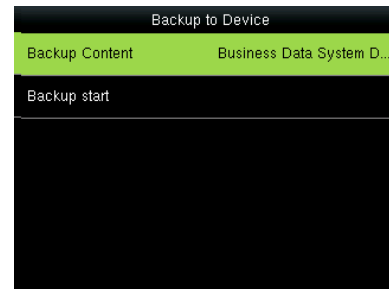 Backup to Device
Backup Content Business Data System D...
Backup start